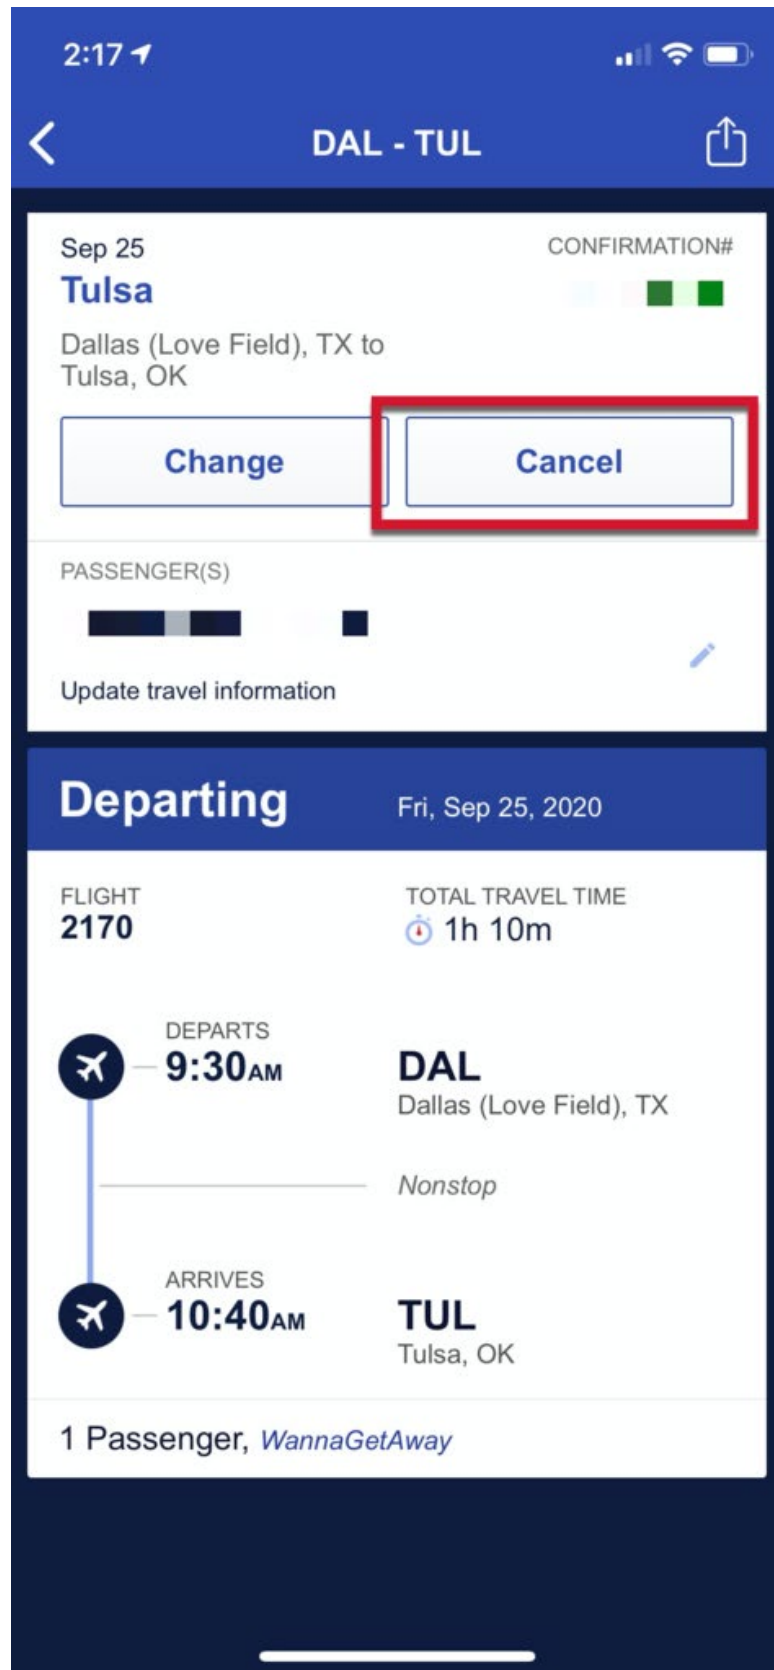 2:17
DAL - TUL
Sep 25
CONFIRMATION#
Tulsa
Dallas (Love Field), TX to
Tulsa, OK
Change
Cancel
PASSENGER(S)
Update travel information
Departing
Fri, Sep 25, 2020
FLIGHT
TOTAL TRAVEL TIME
2170
1h 10m
DEPARTS
9:30AM
DAL
Dallas (Love Field), TX
Nonstop
ARRIVES
10:40AM
TUL
Tulsa, OK
1 Passenger, WannaGetAway